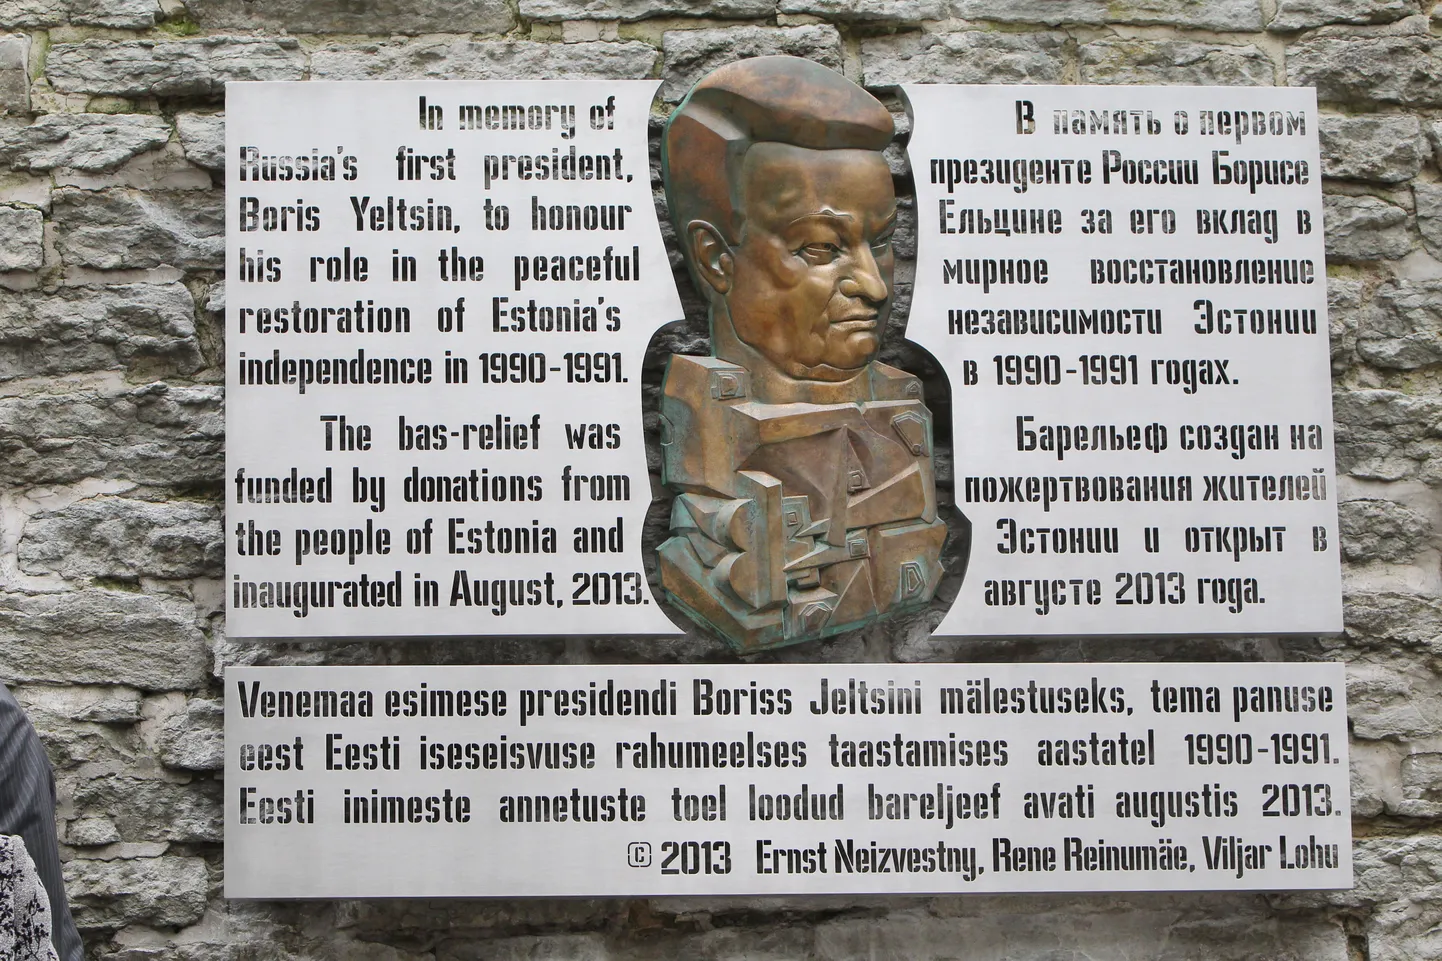 In memory of
Russia's first president,
Boris Yeltsin, to honour
his role in the peaceful
restoration of Estonia's
independence in 1990-1991.
The bas-relief was
funded by donations from
the people of Estonia and
inaugurated in August, 2013.
В память о первом
президенте России Борисе
Ельцине за его вклад в
мирное восстановление
независимости Эстонии
в 1990-1991 годах.
Барельеф создан на
пожертвования жителей
Эстонии и открыт в
августе 2013 года.
Venemaa esimese presidendi Boriss Jeltsini mälestuseks, tema panuse
eest Eesti iseseisvuse rahumeelses taastamises aastatel 1990-1991.
Eesti inimeste annetuste toel loodud bareljeef avati augustis 2013.
© 2013 Ernst Neizvestny, Rene Reinumäe, Viljar Lohu